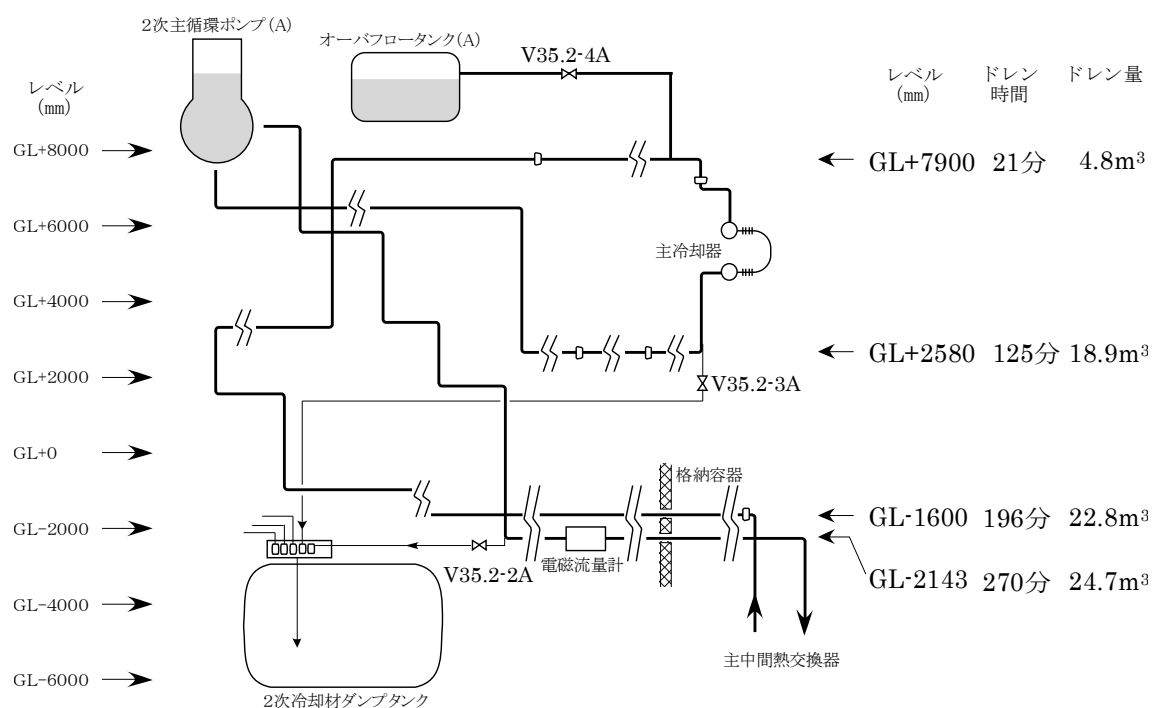 2次主循環ポンプ(A)
オーバフロータンク(A)
V35.2-4A
レベル
(mm)
レベル
(mm)
ドレン
時間
ドレン量
GL+8000
GL+7900 21分 4.8m³
GL+6000
主冷却器
GL+4000
GL+2580 125分 18.9m³
GL+2000
V35.2-3A
GL+0
格納容器
GL-1600 196分 22.8m³
GL-2000
電磁流量計
V35.2-2A
GL-2143 270分 24.7m³
GL-4000
主中間熱交換器
GL-6000
2次冷却材ダンプタンク